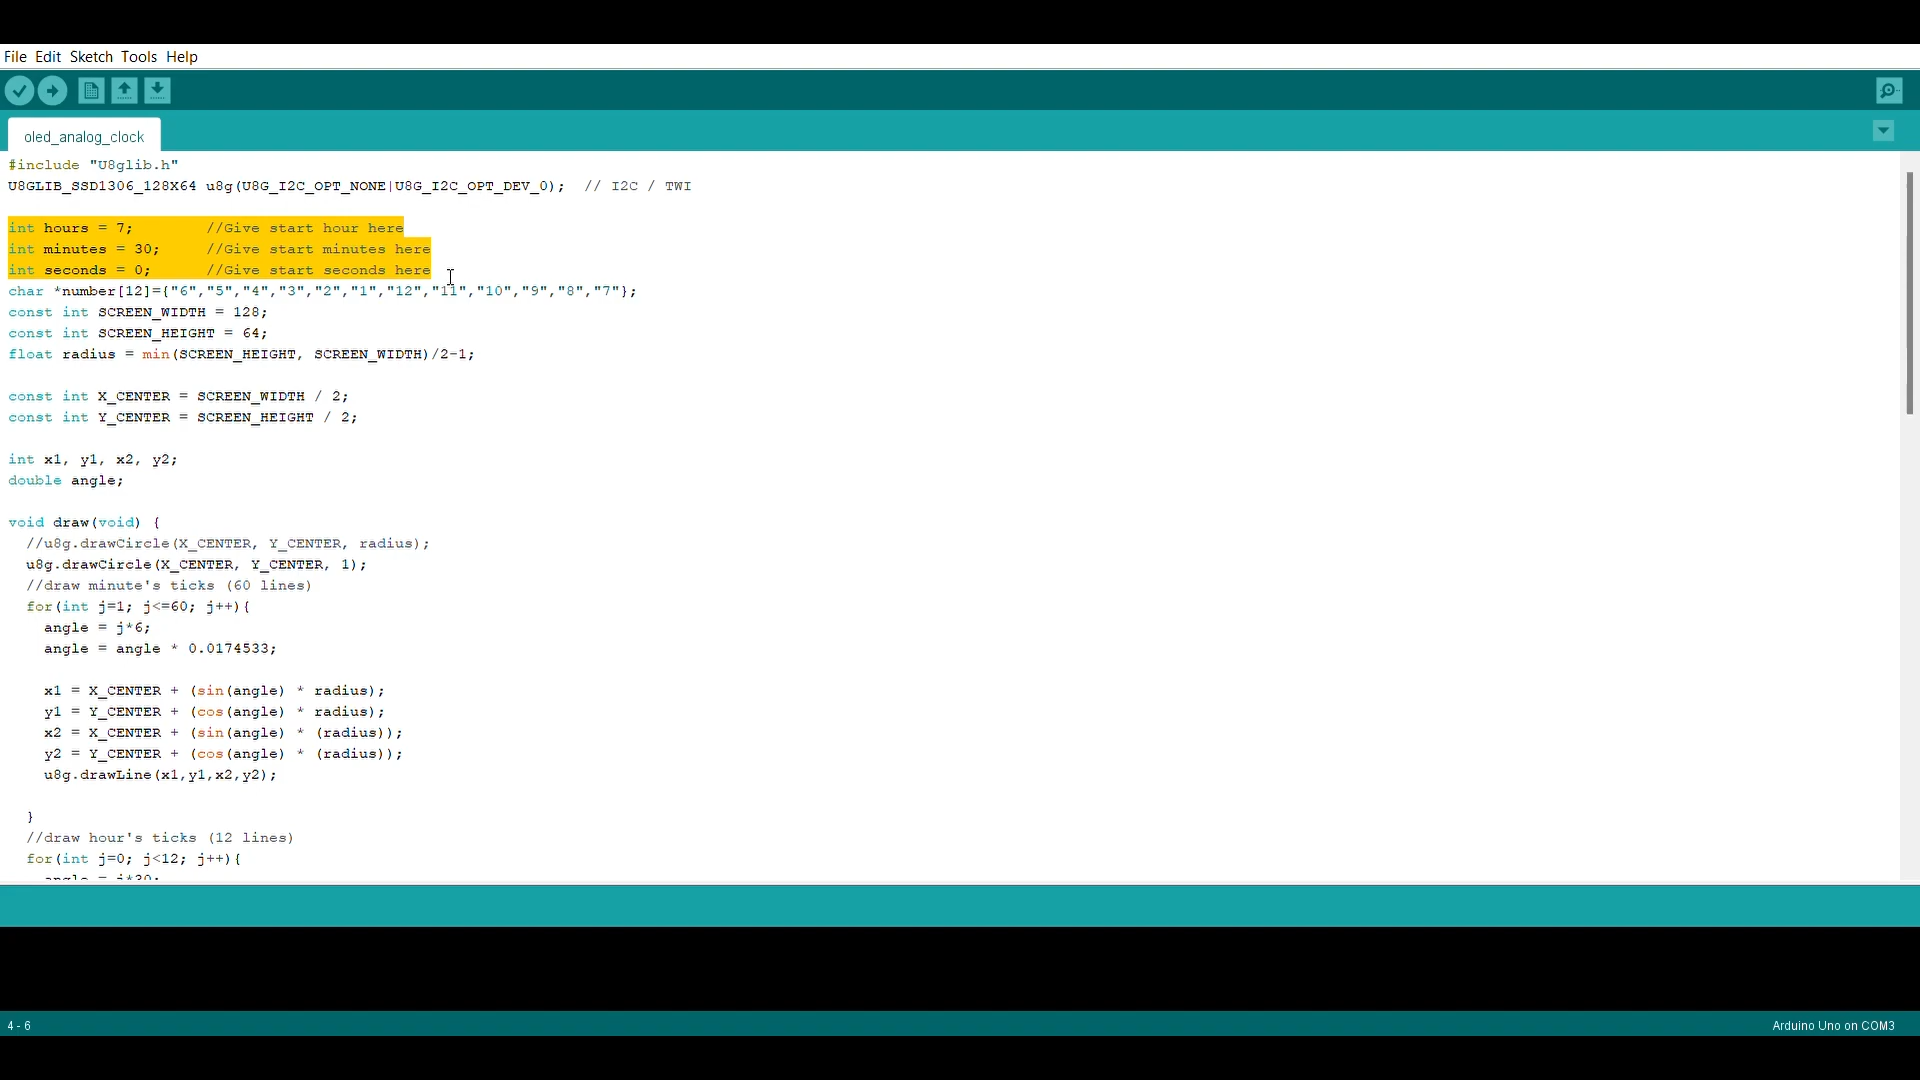 File Edit Sketch Tools Help
oled_analog_clock
#include "U8glib.h"
U8GLIB_SSD1306_128X64 u8g(U8G_I2C_OPT_NONE|U8G_I2C_OPT_DEV_0);  // I2C / TWI
int hours = 7;        //Give start hour here
int minutes = 30;     //Give start minutes here
int seconds = 0;      //Give start seconds here
char *number[12]={"6","5","4","3","2","1","12","11","10","9","8","7"};
const int SCREEN_WIDTH = 128;
const int SCREEN_HEIGHT = 64;
float radius = min(SCREEN_HEIGHT, SCREEN_WIDTH)/2-1;
const int X_CENTER = SCREEN_WIDTH / 2;
const int Y_CENTER = SCREEN_HEIGHT / 2;
int x1, y1, x2, y2;
double angle;
void draw(void) {
  //u8g.drawCircle(X_CENTER, Y_CENTER, radius);
  u8g.drawCircle(X_CENTER, Y_CENTER, 1);
  //draw minute's ticks (60 lines)
  for(int j=1; j<=60; j++){
    angle = j*6;
    angle = angle * 0.0174533;
    x1 = X_CENTER + (sin(angle) * radius);
    y1 = Y_CENTER + (cos(angle) * radius);
    x2 = X_CENTER + (sin(angle) * (radius));
    y2 = Y_CENTER + (cos(angle) * (radius));
    u8g.drawLine(x1,y1,x2,y2);
  }
  //draw hour's ticks (12 lines)
  for(int j=0; j<12; j++){
    angle = j*30;
4 - 6
Arduino Uno on COM3